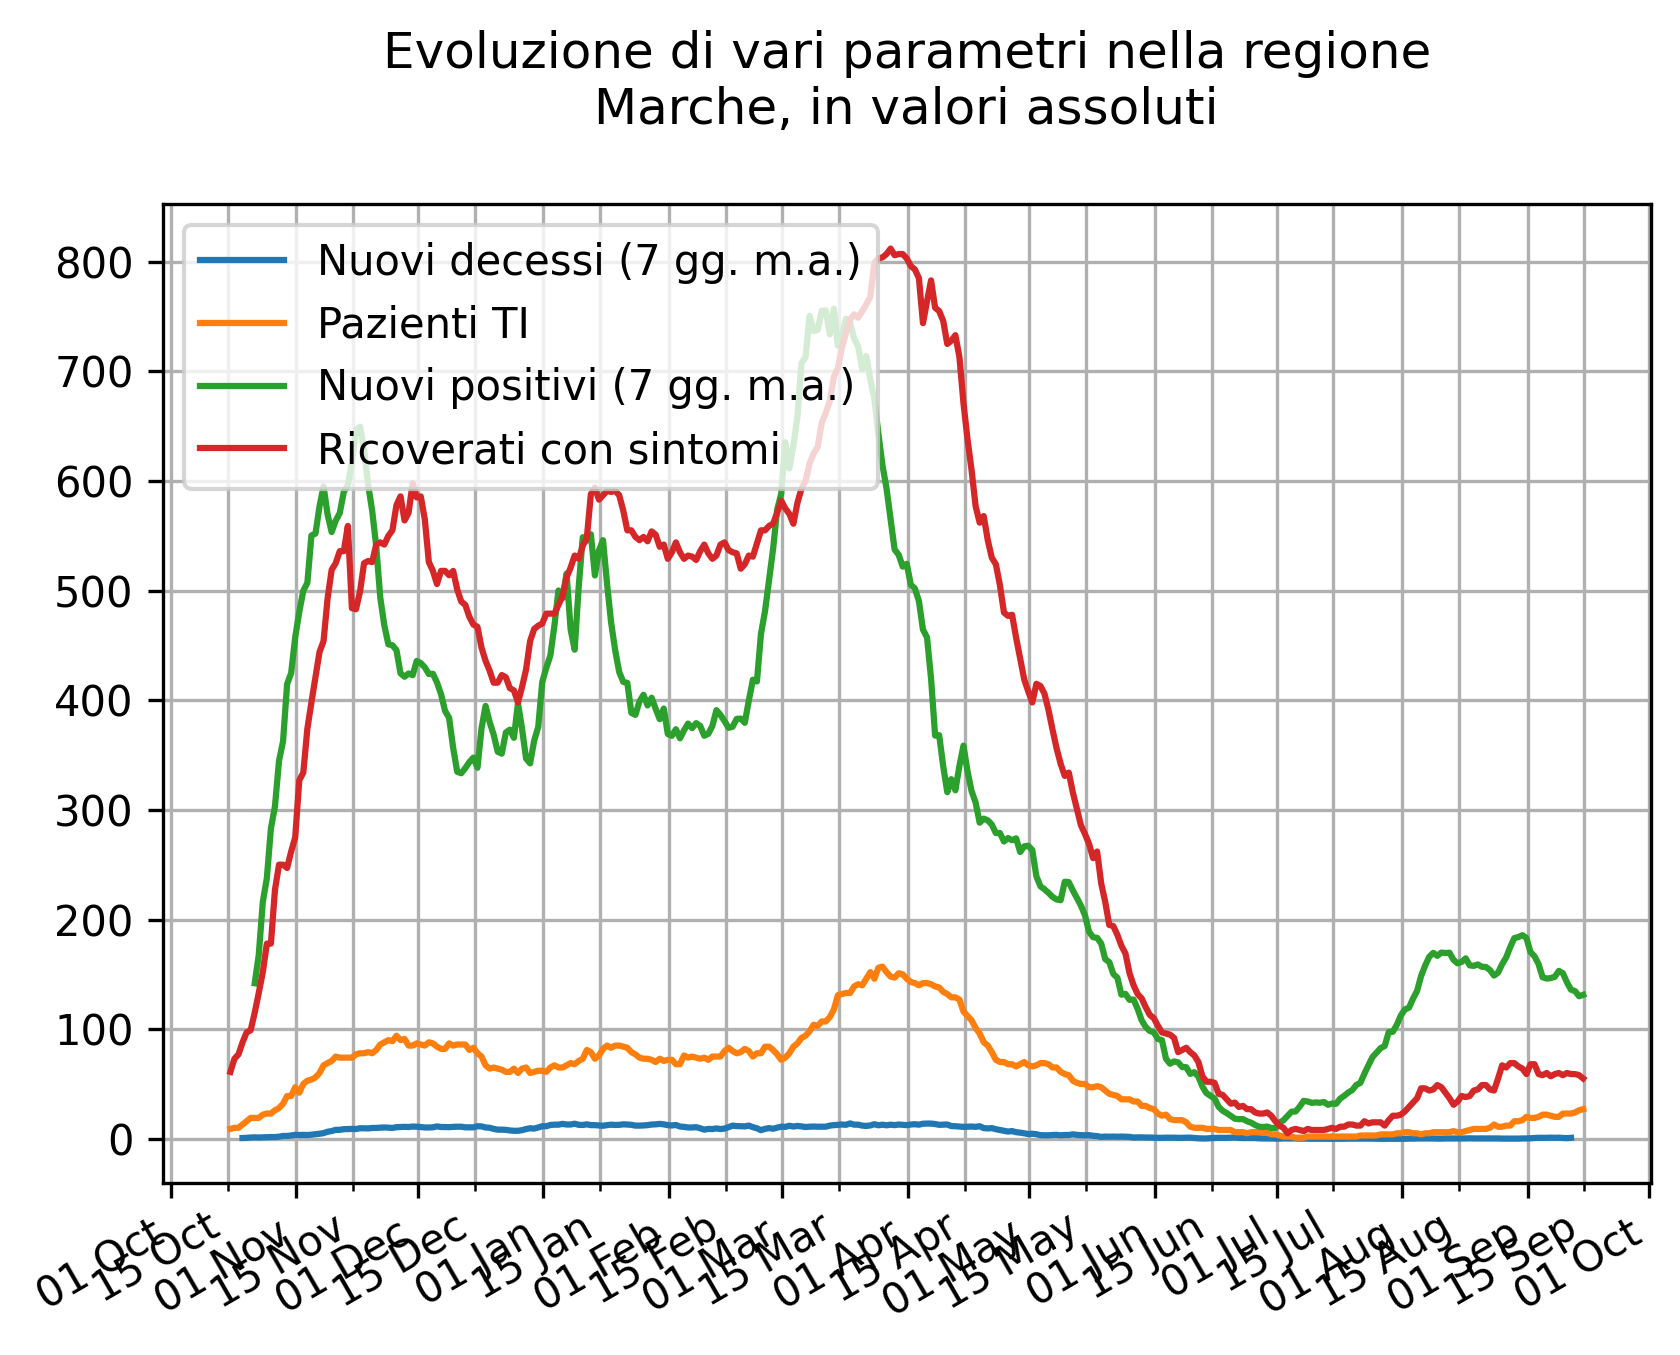 Evoluzione di vari parametri nella regione
Marche, in valori assoluti
Nuovi decessi (7 gg. m.a.)
Pazienti TI
Nuovi positivi (7 gg. m.a.)
Ricoverati con sintomi
800
700
600
500
400
300
200
100
0
01 Oct
15 Oct
01 Nov
15 Nov
01 Dec
15 Dec
01 Jan
15 Jan
01 Feb
15 Feb
01 Mar
15 Mar
01 Apr
15 Apr
01 May
15 May
01 Jun
15 Jun
01 Jul
15 Jul
01 Aug
15 Aug
01 Sep
15 Sep
01 Oct